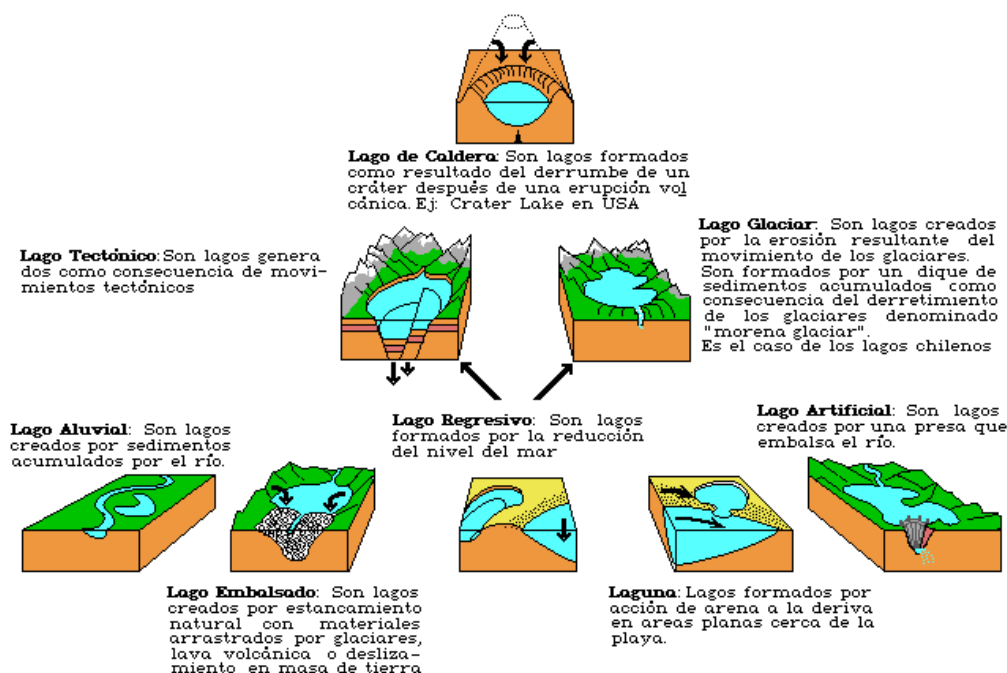 Lago de Caldera: Son lagos formados
como resultado del derrumbe de un
cráter después de una erupción vol
cánica. Ej: Crater Lake en USA
Lago Tectónico: Son lagos genera
dos como consecuencia de movi-
mientos tectónicos
Lago Glaciar: Son lagos creados
por la erosión resultante del
movimiento de los glaciares.
Son formados por un dique de
sedimentos acumulados como
consecuencia del derretimiento
de los glaciares denominado
"morena glaciar".
Es el caso de los lagos chilenos
Lago Aluvial: Son lagos
creados por sedimentos
acumulados por el río.
Lago Regresivo: Son lagos
formados por la reducción
del nivel del mar
Lago Artificial: Son lagos
creados por una presa que
embalsa el río.
Lago Embalsado: Son lagos
creados por estancamiento
natural con materiales
arrastrados por glaciares,
lava volcánica o desliza-
miento en masa de tierra
Laguna: Lagos formados por
acción de arena a la deriva
en areas planas cerca de la
playa.